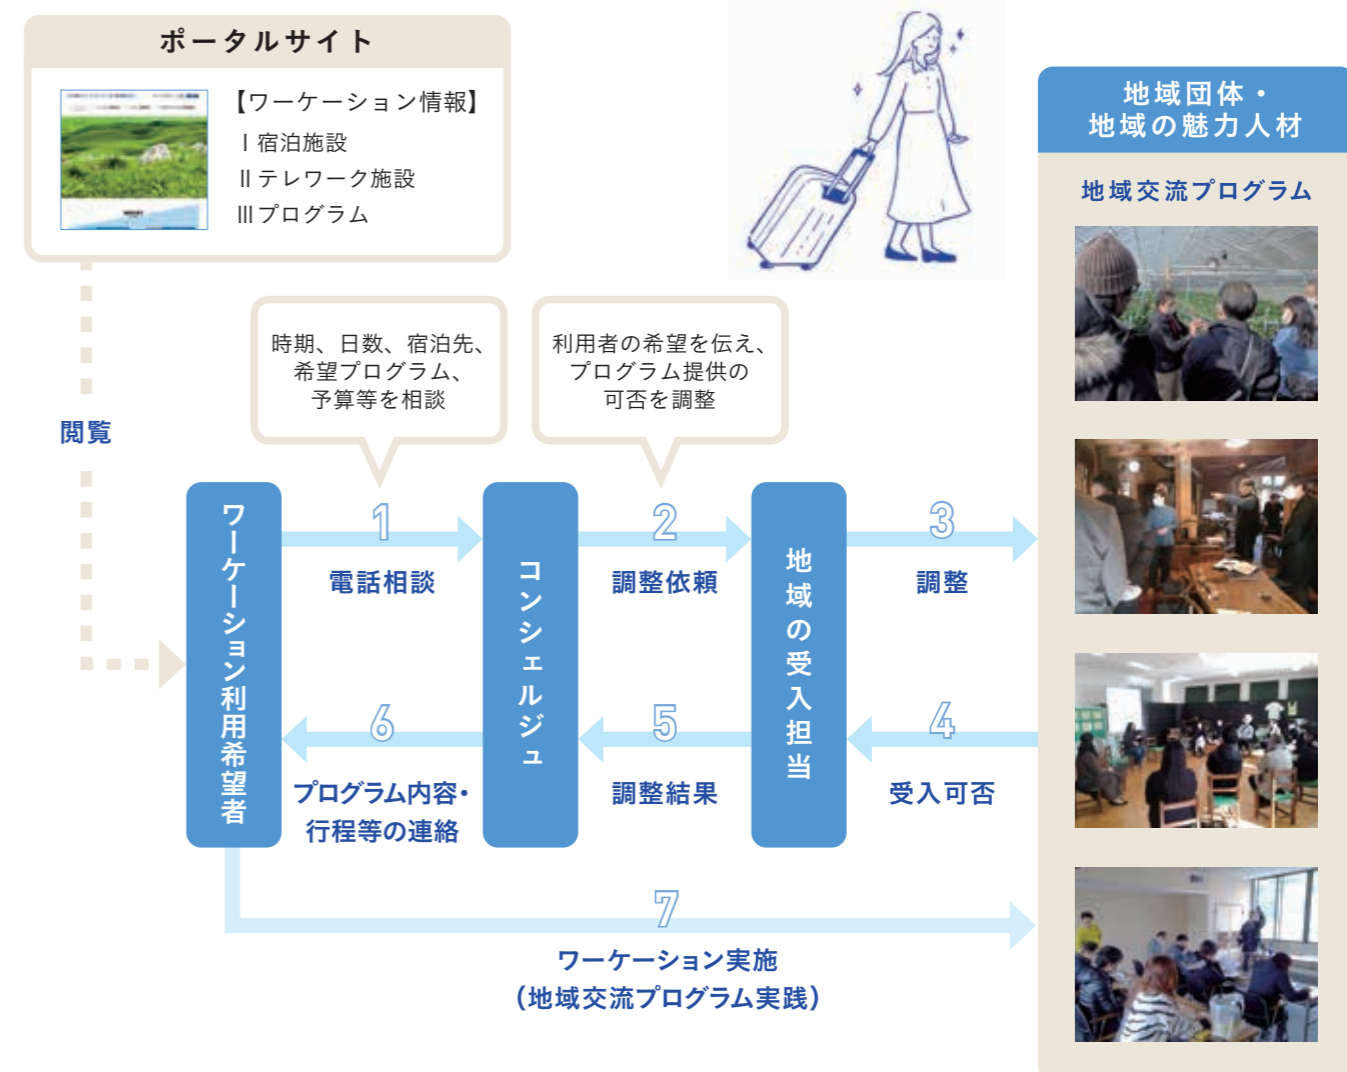 ポータルサイト
【ワーケーション情報】
Ⅰ宿泊施設
Ⅱテレワーク施設
Ⅲプログラム
地域団体・
地域の魅力人材
地域交流プログラム
時期、日数、宿泊先、
希望プログラム、
予算等を相談
利用者の希望を伝え、
プログラム提供の
可否を調整
閲覧
ワーケーション利用希望者
1
電話相談
コンシェルジュ
2
調整依頼
地域の受入担当
3
調整
6
プログラム内容・
行程等の連絡
5
調整結果
4
受入可否
7
ワーケーション実施
（地域交流プログラム実践）